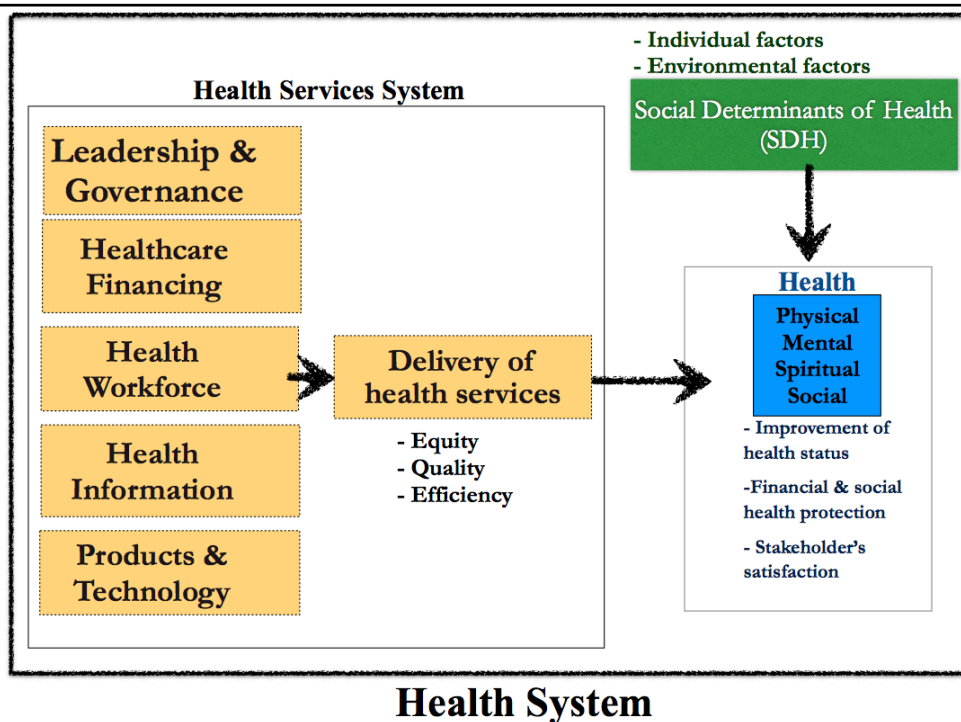 - Individual factors
- Environmental factors
Social Determinants of Health
(SDH)
Health Services System
Leadership &
Governance
Healthcare
Financing
Health
Workforce
Health
Information
Products &
Technology
Delivery of
health services
- Equity
- Quality
- Efficiency
Health
Physical
Mental
Spiritual
Social
- Improvement of
health status
-Financial & social
health protection
- Stakeholder's
satisfaction
Health System